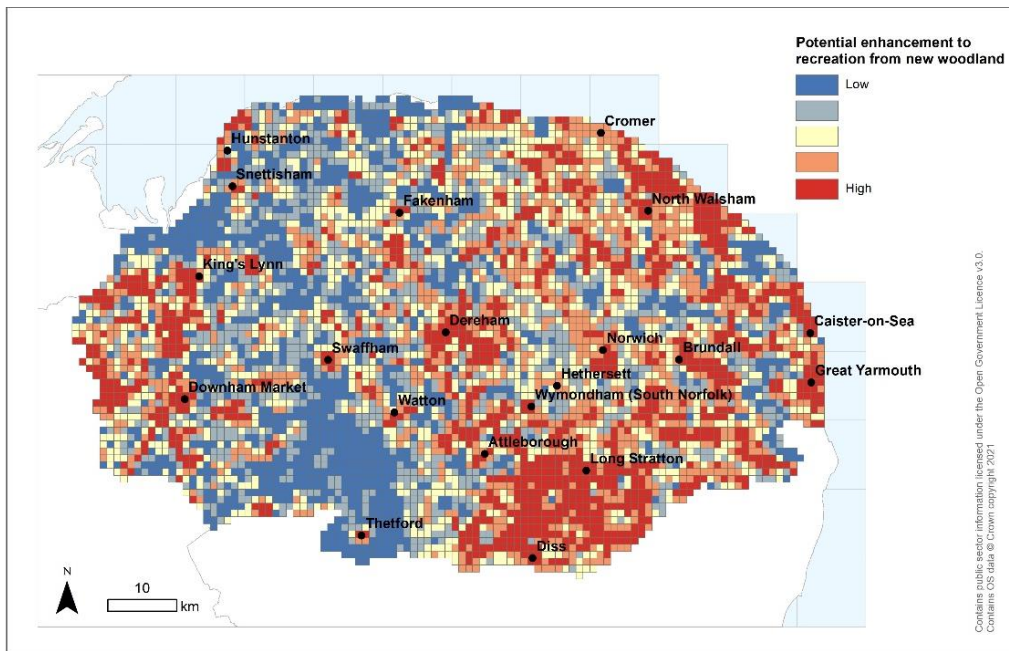 Potential enhancement to
recreation from new woodland
Low
High
Cromer
Hunstanton
Snettisham
Fakenham
North Walsham
King's Lynn
Dereham
Caister-on-Sea
Swaffham
Norwich
Brundall
Hethersett
Great Yarmouth
Downham Market
Watton
Wymondham (South Norfolk)
Attleborough
Long Stratton
Thetford
Diss
N
10
km
Contains public sector information licensed under the Open Government Licence v3.0.
Contains OS data © Crown copyright 2021